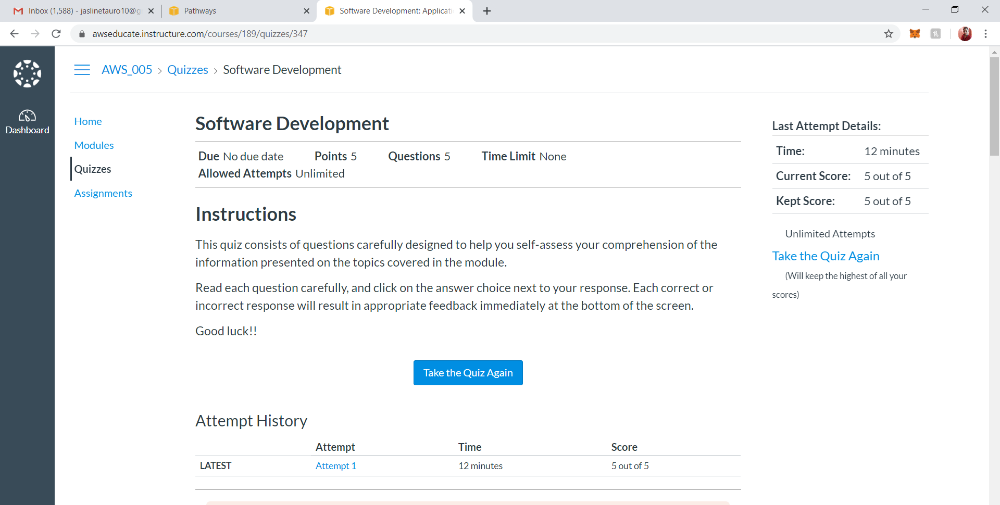 Inbox (1,588) - jaslinetauro10@g
Pathways
Software Development: Applicati
awseducate.instructure.com/courses/189/quizzes/347
Dashboard
AWS_005 › Quizzes › Software Development
Home
Modules
Quizzes
Assignments
Software Development
Due No due date Points 5 Questions 5 Time Limit None
Allowed Attempts Unlimited
Instructions
This quiz consists of questions carefully designed to help you self-assess your comprehension of the
information presented on the topics covered in the module.
Read each question carefully, and click on the answer choice next to your response. Each correct or
incorrect response will result in appropriate feedback immediately at the bottom of the screen.
Good luck!!
Take the Quiz Again
Attempt History
Attempt Time Score
LATEST Attempt 1 12 minutes 5 out of 5
Last Attempt Details:
Time: 12 minutes
Current Score: 5 out of 5
Kept Score: 5 out of 5
Unlimited Attempts
Take the Quiz Again
(Will keep the highest of all your
scores)